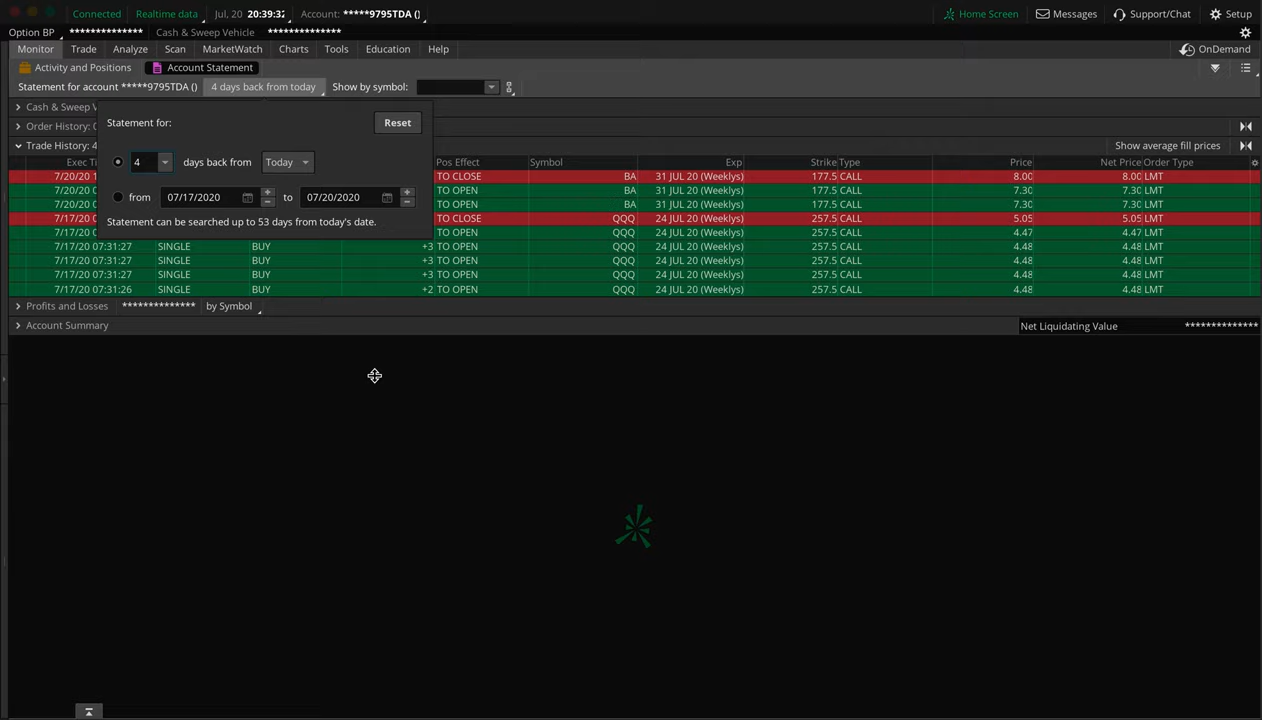 Connected Realtime data Jul, 20 20:39:32 Account: *****9795TDA () Home Screen Messages Support/Chat Setup
Option BP ************** Cash & Sweep Vehicle **************
Monitor Trade Analyze Scan MarketWatch Charts Tools Education Help OnDemand
Activity and Positions Account Statement
Statement for account *****9795TDA () 4 days back from today Show by symbol:
Cash & Sweep V
Statement for: Reset
Order History: 0
Trade History: 4 Show average fill prices
Exec Ti Pos Effect Symbol Exp Strike Type Price Net Price Order Type
4 days back from Today
7/20/20 1 TO CLOSE BA 31 JUL 20 (Weeklys) 177.5 CALL 8.00 8.00 LMT
7/20/20 0 TO OPEN BA 31 JUL 20 (Weeklys) 177.5 CALL 7.30 7.30 LMT
from 07/17/2020 to 07/20/2020
7/20/20 0 TO OPEN BA 31 JUL 20 (Weeklys) 177.5 CALL 7.30 7.30 LMT
7/17/20 0 TO CLOSE QQQ 24 JUL 20 (Weeklys) 257.5 CALL 5.05 5.05 LMT
Statement can be searched up to 53 days from today's date.
7/17/20 0 TO OPEN QQQ 24 JUL 20 (Weeklys) 257.5 CALL 4.47 4.47 LMT
7/17/20 07:31:27 SINGLE BUY +3 TO OPEN QQQ 24 JUL 20 (Weeklys) 257.5 CALL 4.48 4.48 LMT
7/17/20 07:31:27 SINGLE BUY +3 TO OPEN QQQ 24 JUL 20 (Weeklys) 257.5 CALL 4.48 4.48 LMT
7/17/20 07:31:27 SINGLE BUY +3 TO OPEN QQQ 24 JUL 20 (Weeklys) 257.5 CALL 4.48 4.48 LMT
7/17/20 07:31:26 SINGLE BUY +2 TO OPEN QQQ 24 JUL 20 (Weeklys) 257.5 CALL 4.48 4.48 LMT
Profits and Losses ************** by Symbol
Account Summary Net Liquidating Value **************